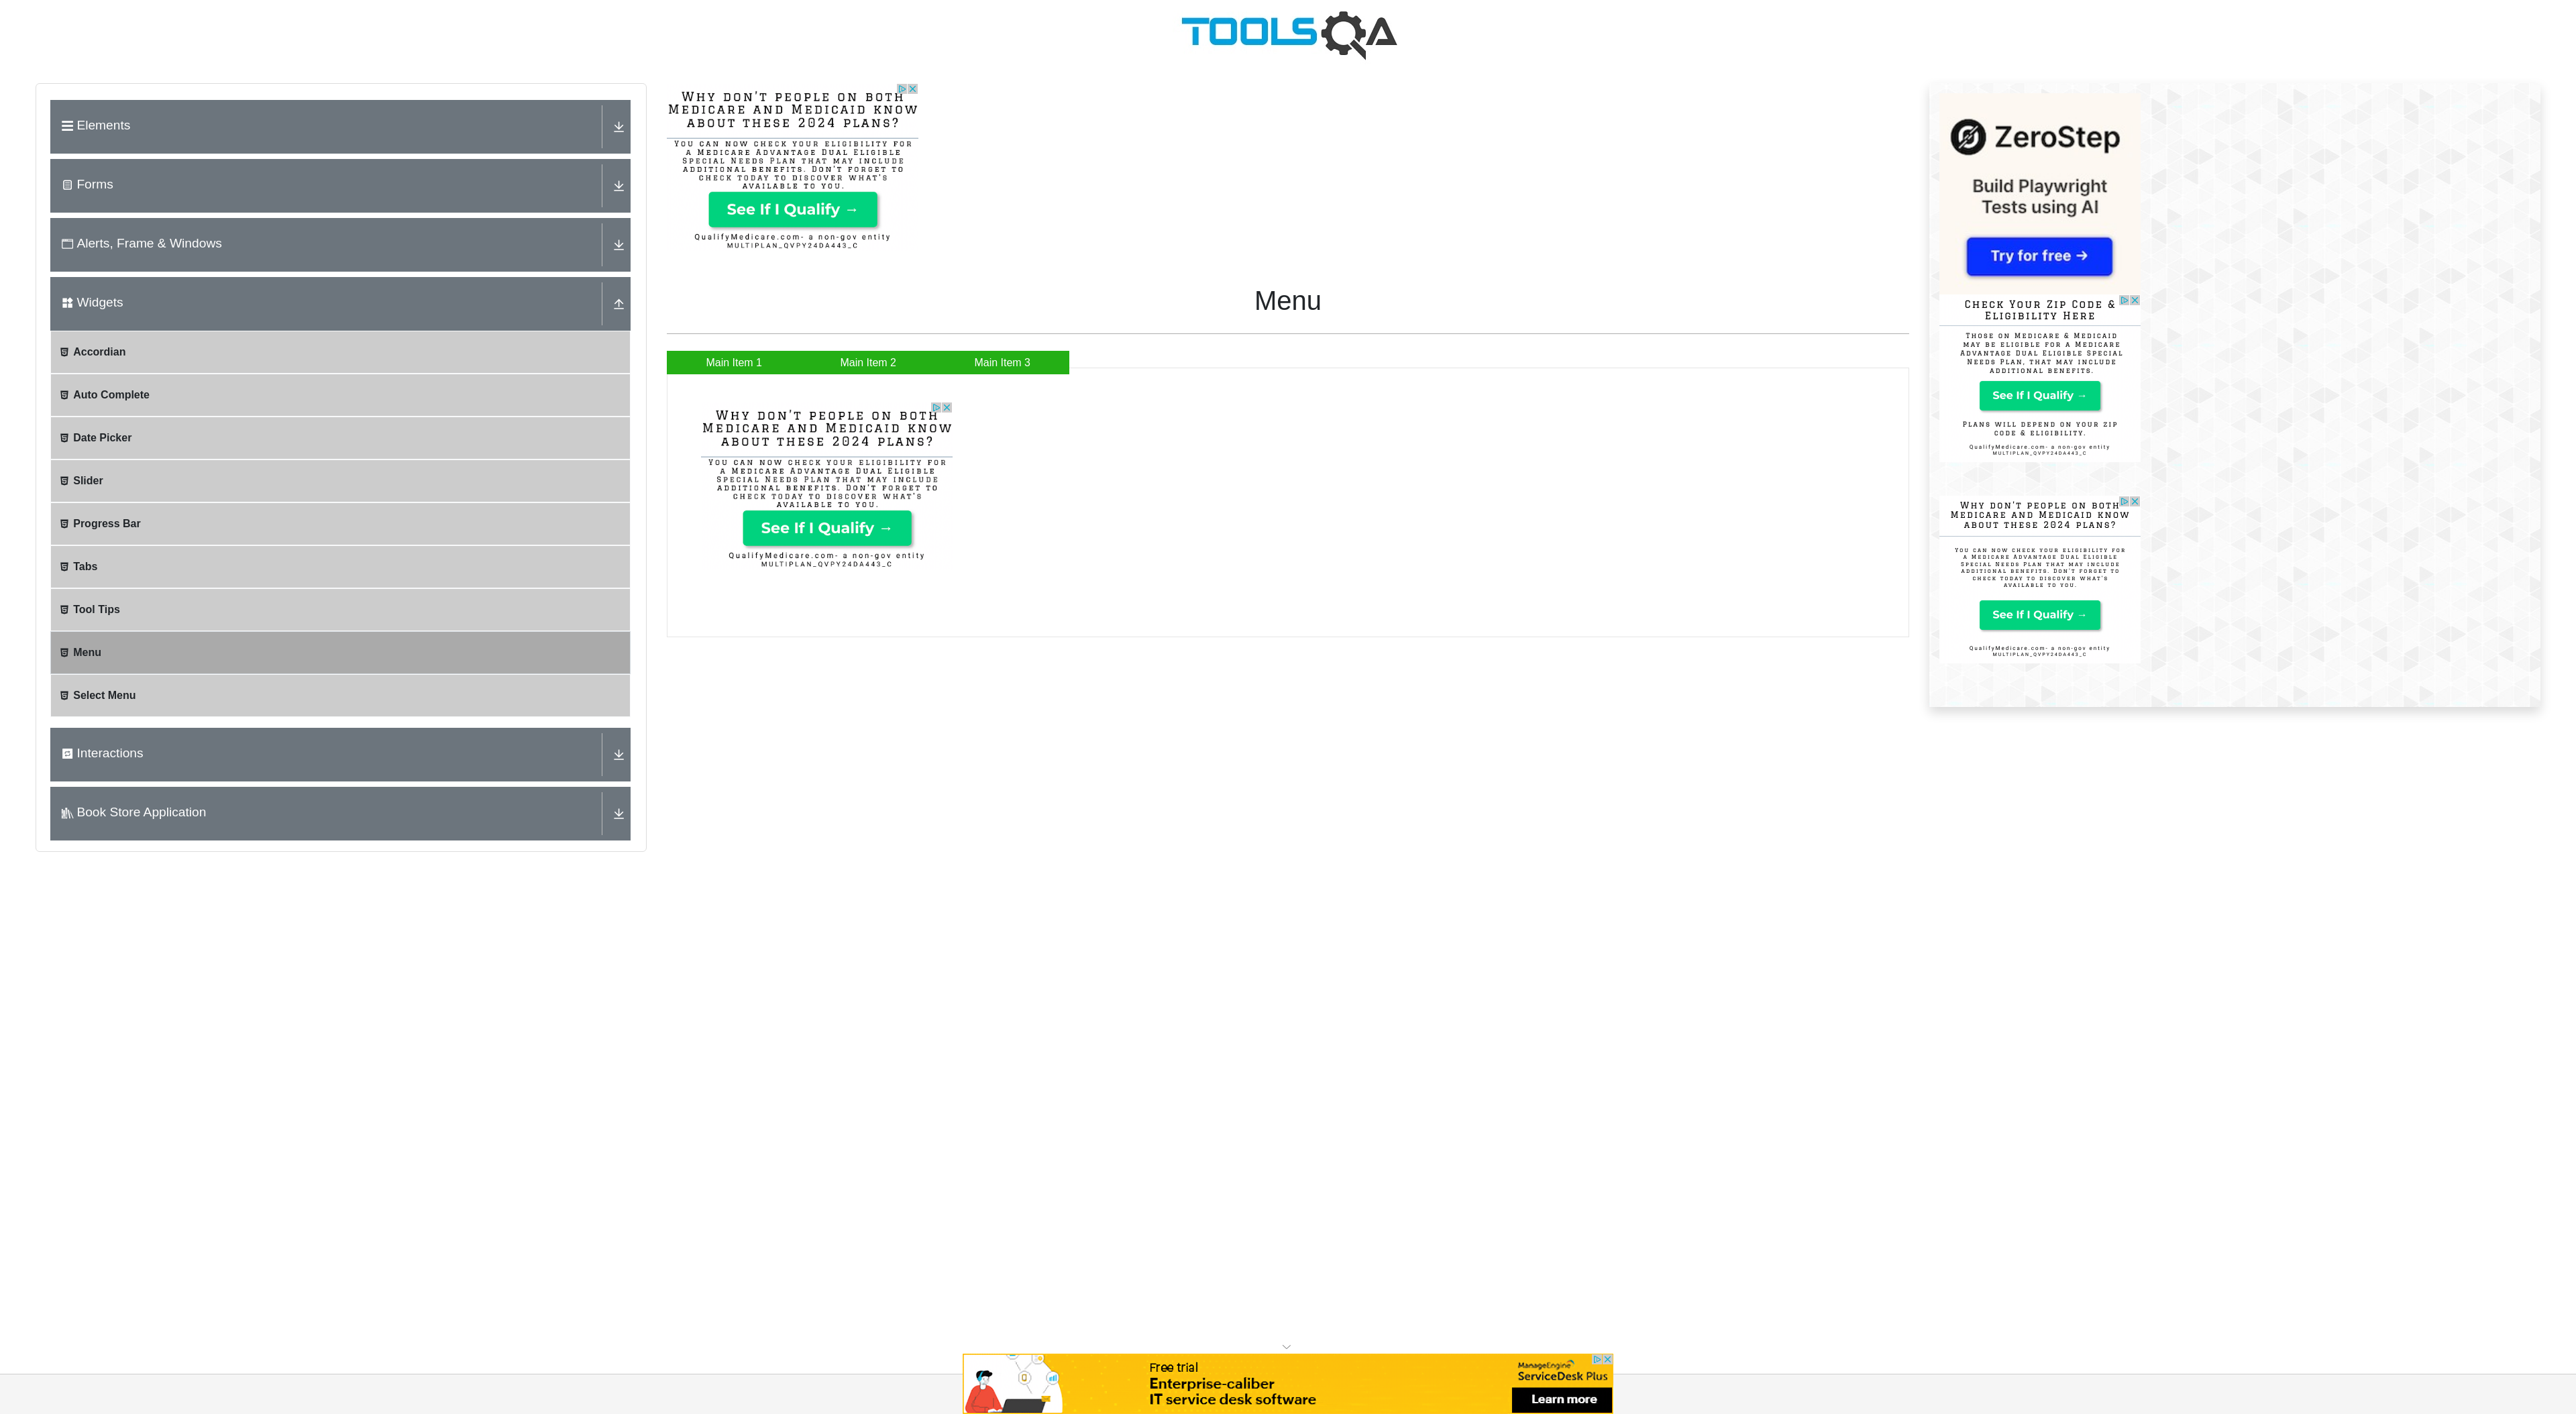 TOOLSQA
Elements
Forms
Alerts, Frame & Windows
Widgets
Accordian
Auto Complete
Date Picker
Slider
Progress Bar
Tabs
Tool Tips
Menu
Select Menu
Interactions
Book Store Application
Why don't people on both
Medicare and Medicaid know
about these 2024 plans?
You can now check your eligibility for
a Medicare Advantage Dual Eligible
Special Needs Plan that may include
additional benefits. Don't forget to
check today to discover what's
available to you.
See If I Qualify →
QualifyMedicare.com- a non-gov entity
MULTIPLAN_QVPY24DA443_C
Menu
Main Item 1
Main Item 2
Main Item 3
Why don't people on both
Medicare and Medicaid know
about these 2024 plans?
You can now check your eligibility for
a Medicare Advantage Dual Eligible
Special Needs Plan that may include
additional benefits. Don't forget to
check today to discover what's
available to you.
See If I Qualify →
QualifyMedicare.com- a non-gov entity
MULTIPLAN_QVPY24DA443_C
ZeroStep
Build Playwright
Tests using AI
Try for free →
Check Your Zip Code &
Eligibility Here
Those on Medicare & Medicaid
may be eligible for a Medicare
Advantage Dual Eligible Special
Needs Plan, that may include
additional benefits.
See If I Qualify →
Plans will depend on your zip
code & eligibility.
QualifyMedicare.com- a non-gov entity
MULTIPLAN_QVPY24DA443_C
Why don't people on both
Medicare and Medicaid know
about these 2024 plans?
You can now check your eligibility for
a Medicare Advantage Dual Eligible
Special Needs Plan that may include
additional benefits. Don't forget to
check today to discover what's
available to you.
See If I Qualify →
QualifyMedicare.com- a non-gov entity
MULTIPLAN_QVPY24DA443_C
Free trial
Enterprise-caliber
IT service desk software
ManageEngine
ServiceDesk Plus
Learn more